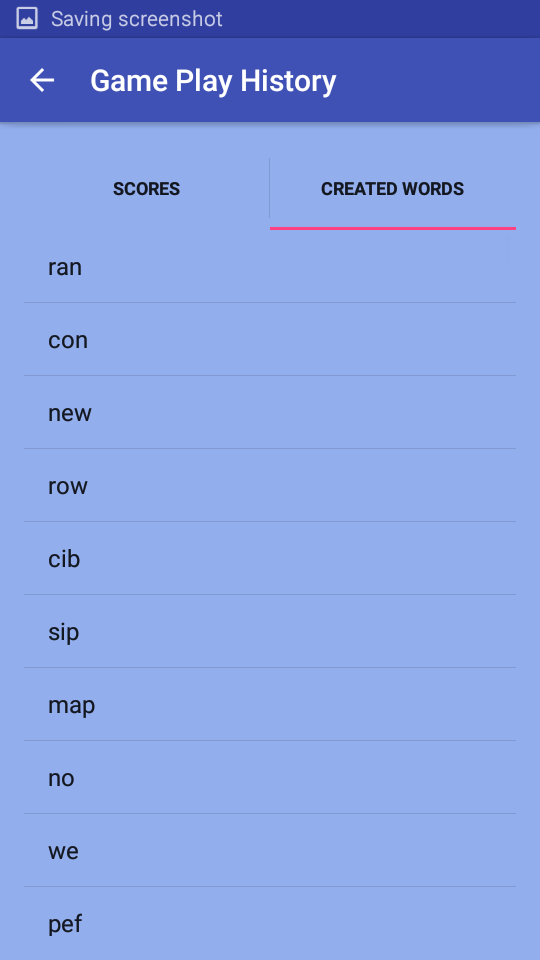 Saving screenshot
Game Play History
SCORES
CREATED WORDS
ran
con
new
row
cib
sip
map
no
we
pef